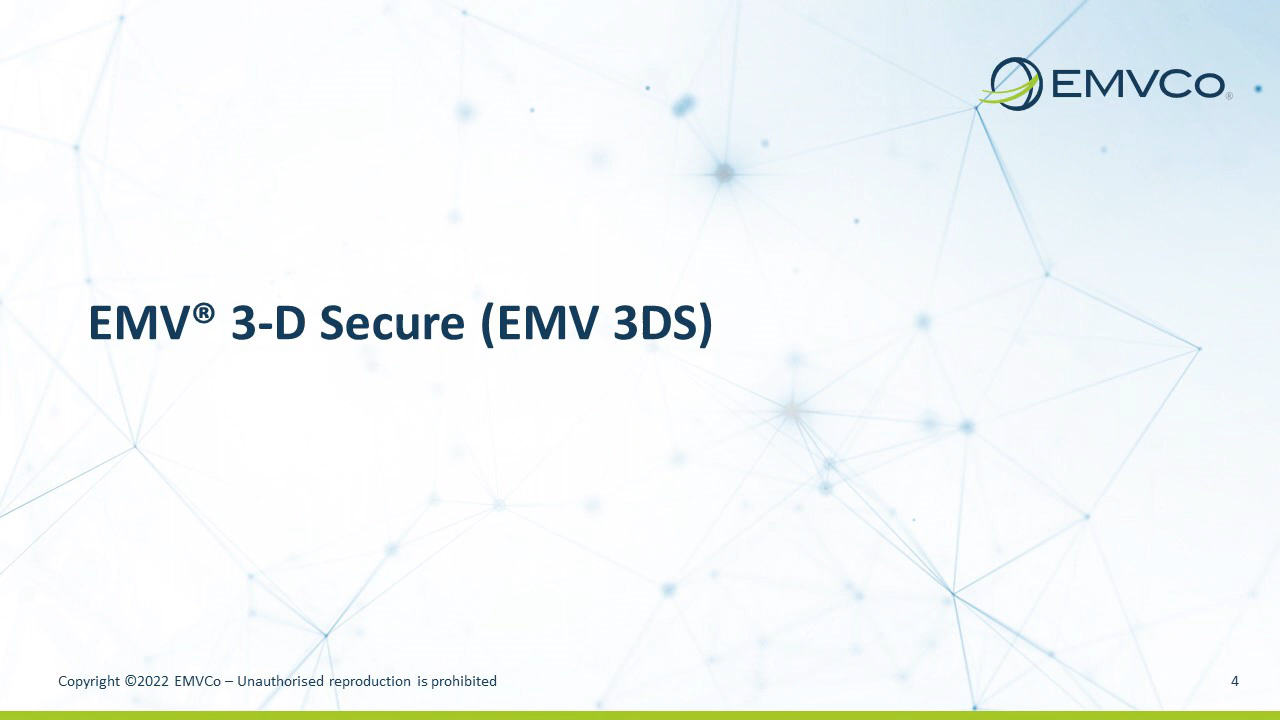 EMVCo®
EMV® 3-D Secure (EMV 3DS)
Copyright ©2022 EMVCo – Unauthorised reproduction is prohibited
4